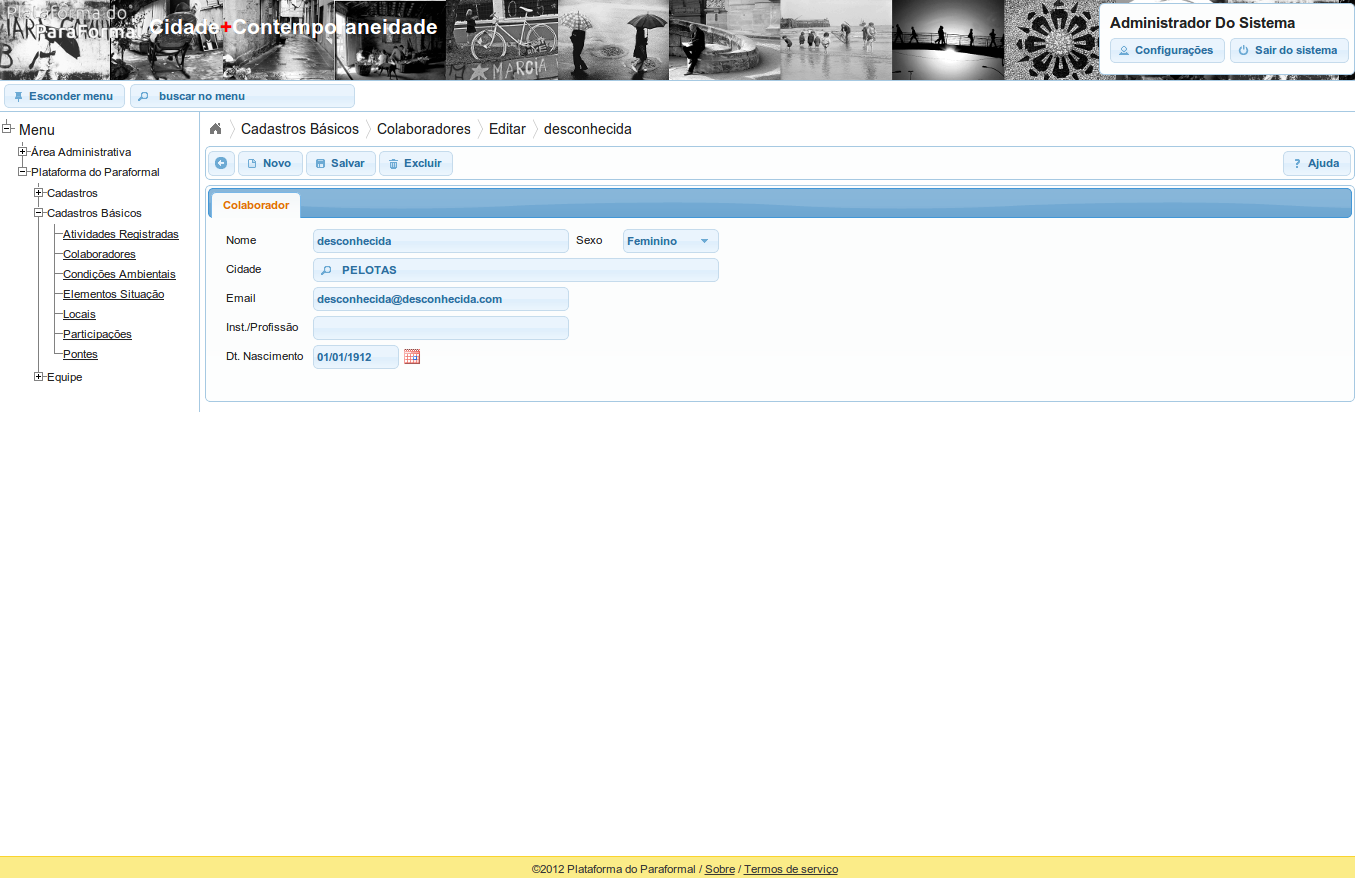 Plataforma do
ParaFormal / Cidade+Contemporaneidade
MARCIA
Administrador Do Sistema
Configurações Sair do sistema
Esconder menu buscar no menu
Menu
Área Administrativa
Plataforma do Paraformal
Cadastros
Cadastros Básicos
Atividades Registradas
Colaboradores
Condições Ambientais
Elementos Situação
Locais
Participações
Pontes
Equipe
Cadastros Básicos Colaboradores Editar desconhecida
Novo Salvar Excluir ? Ajuda
Colaborador
Nome desconhecida Sexo Feminino
Cidade PELOTAS
Email desconhecida@desconhecida.com
Inst./Profissão
Dt. Nascimento 01/01/1912
©2012 Plataforma do Paraformal / Sobre / Termos de serviço